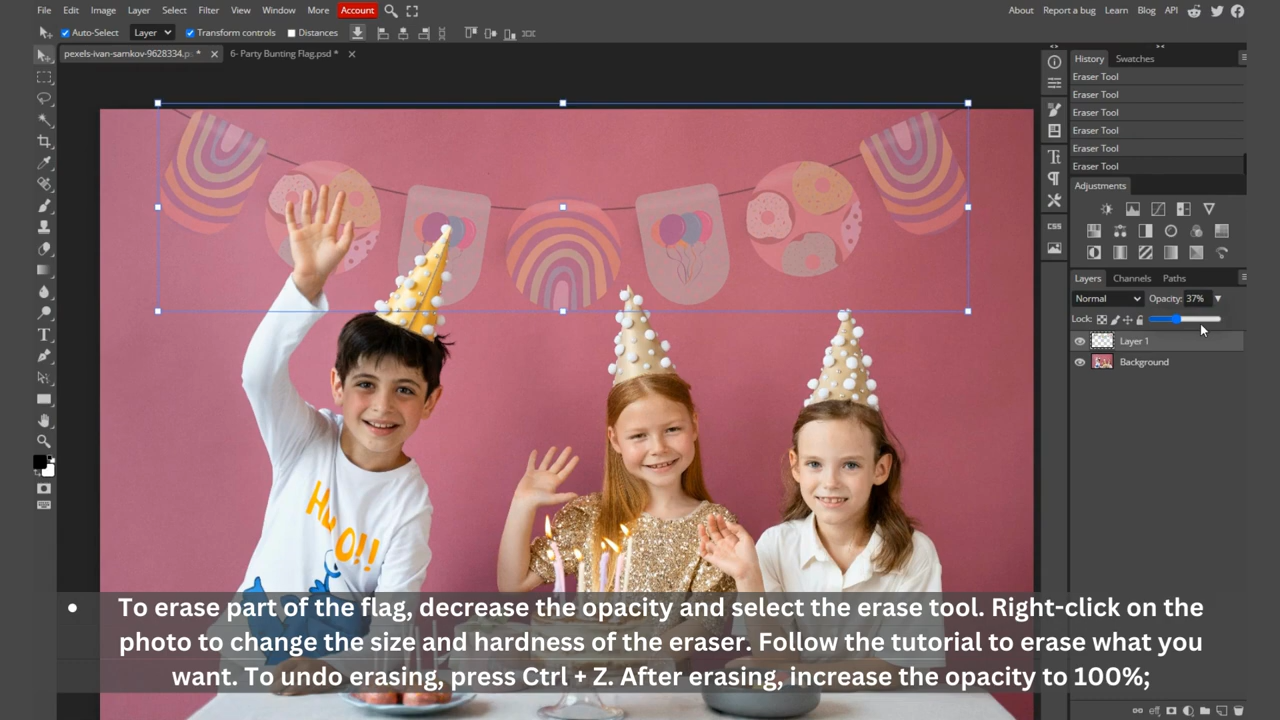 File Edit Image Layer Select Filter View Window More Account
About Report a bug Learn Blog API
Auto-Select Layer Transform controls Distances
pexels-ivan-samkov-9628334.p * 6- Party Bunting Flag.psd *
History Swatches
Eraser Tool
Eraser Tool
Eraser Tool
Eraser Tool
Eraser Tool
Eraser Tool
Adjustments
CSS
Layers Channels Paths
Normal Opacity: 37%
Lock:
Layer 1
Background
• To erase part of the flag, decrease the opacity and select the erase tool. Right-click on the
photo to change the size and hardness of the eraser. Follow the tutorial to erase what you
want. To undo erasing, press Ctrl + Z. After erasing, increase the opacity to 100%;